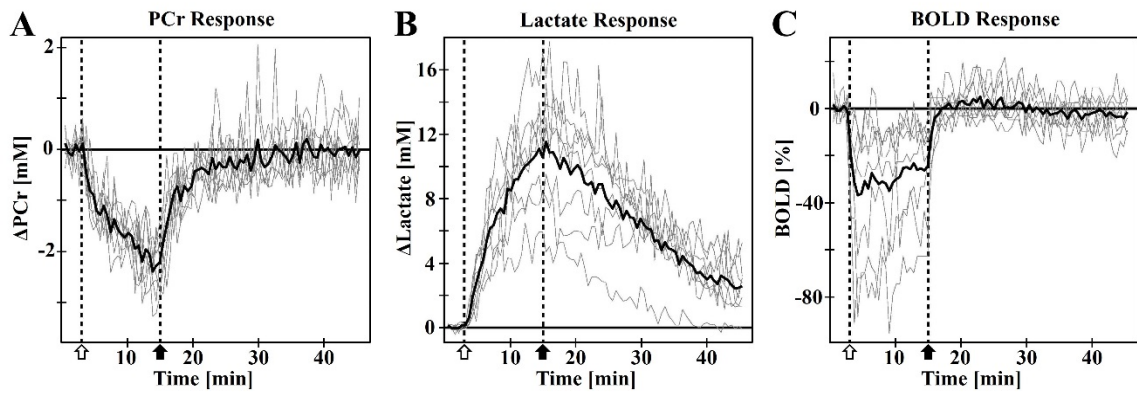 A PCr Response
ΔPCr [mM]
2
0
-2
10 20 30 40
Time [min]
B Lactate Response
ΔLactate [mM]
16
12
8
4
0
10 20 30 40
Time [min]
C BOLD Response
BOLD [%]
0
-40
-80
10 20 30 40
Time [min]